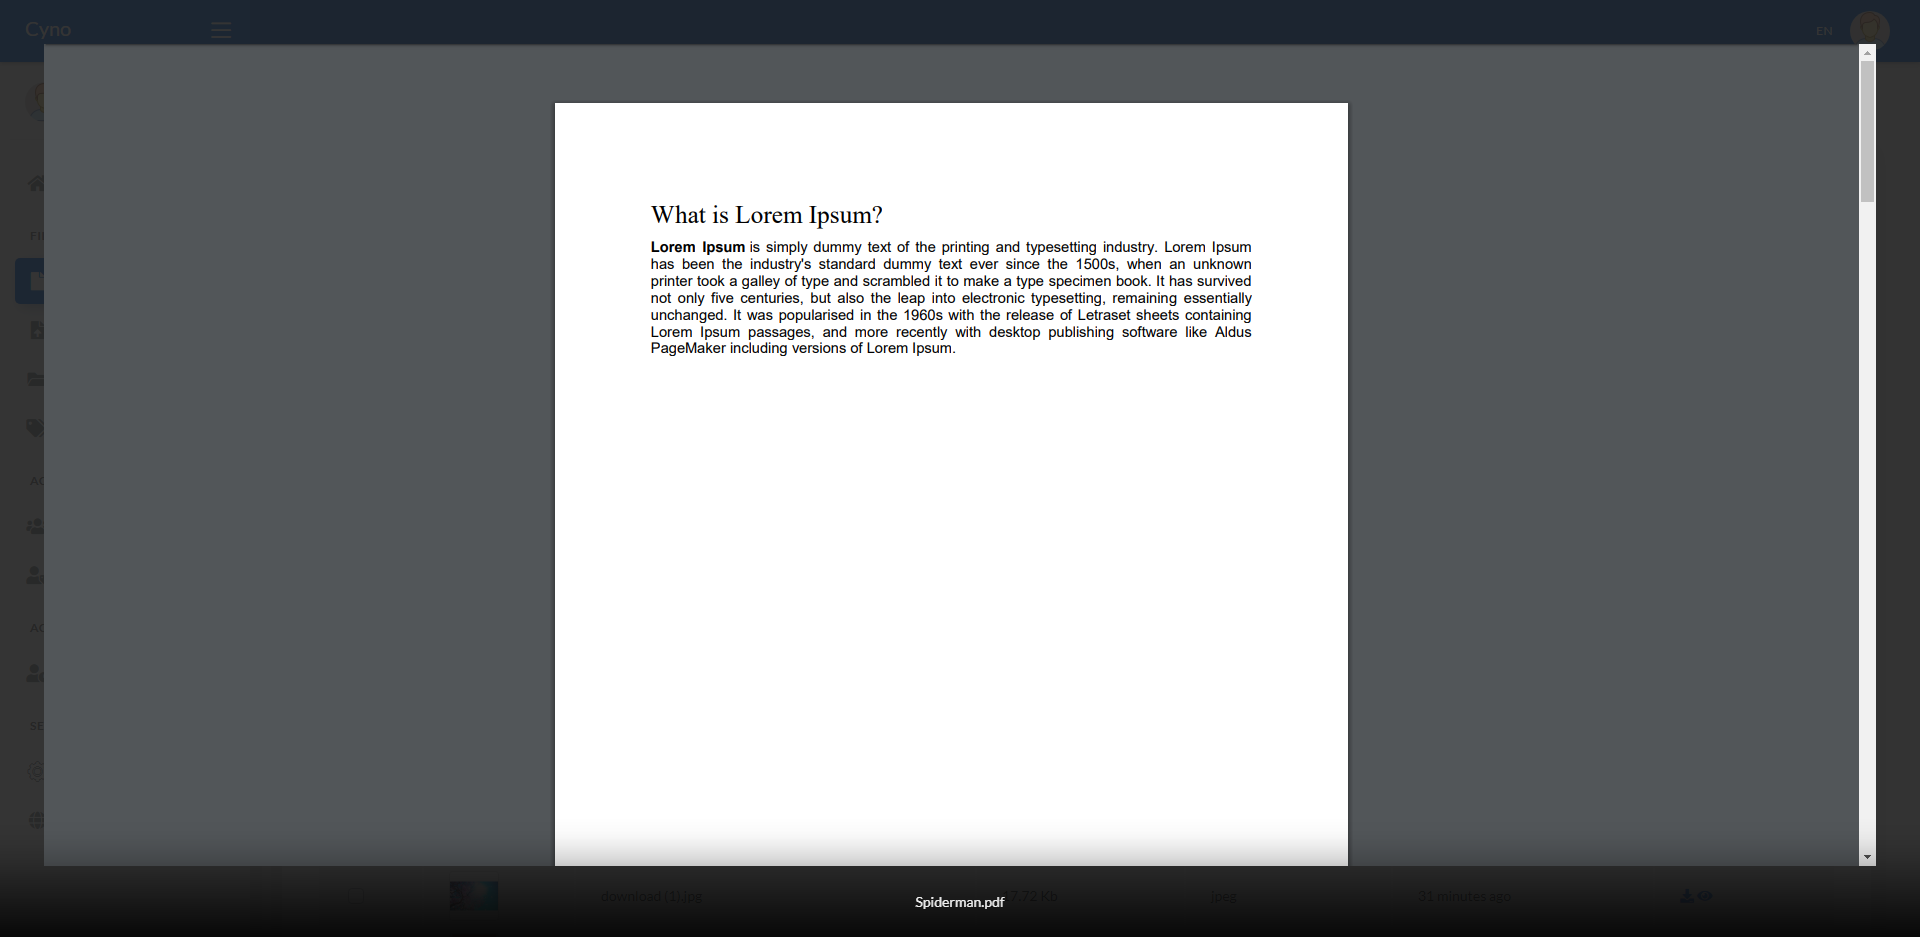 Cyno
EN
FI
What is Lorem Ipsum?
Lorem Ipsum is simply dummy text of the printing and typesetting industry. Lorem Ipsum
has been the industry's standard dummy text ever since the 1500s, when an unknown
printer took a galley of type and scrambled it to make a type specimen book. It has survived
not only five centuries, but also the leap into electronic typesetting, remaining essentially
unchanged. It was popularised in the 1960s with the release of Letraset sheets containing
Lorem Ipsum passages, and more recently with desktop publishing software like Aldus
PageMaker including versions of Lorem Ipsum.
AC
AC
SE
download (1).jpg 17.72 Kb jpeg 31 minutes ago
Spiderman.pdf